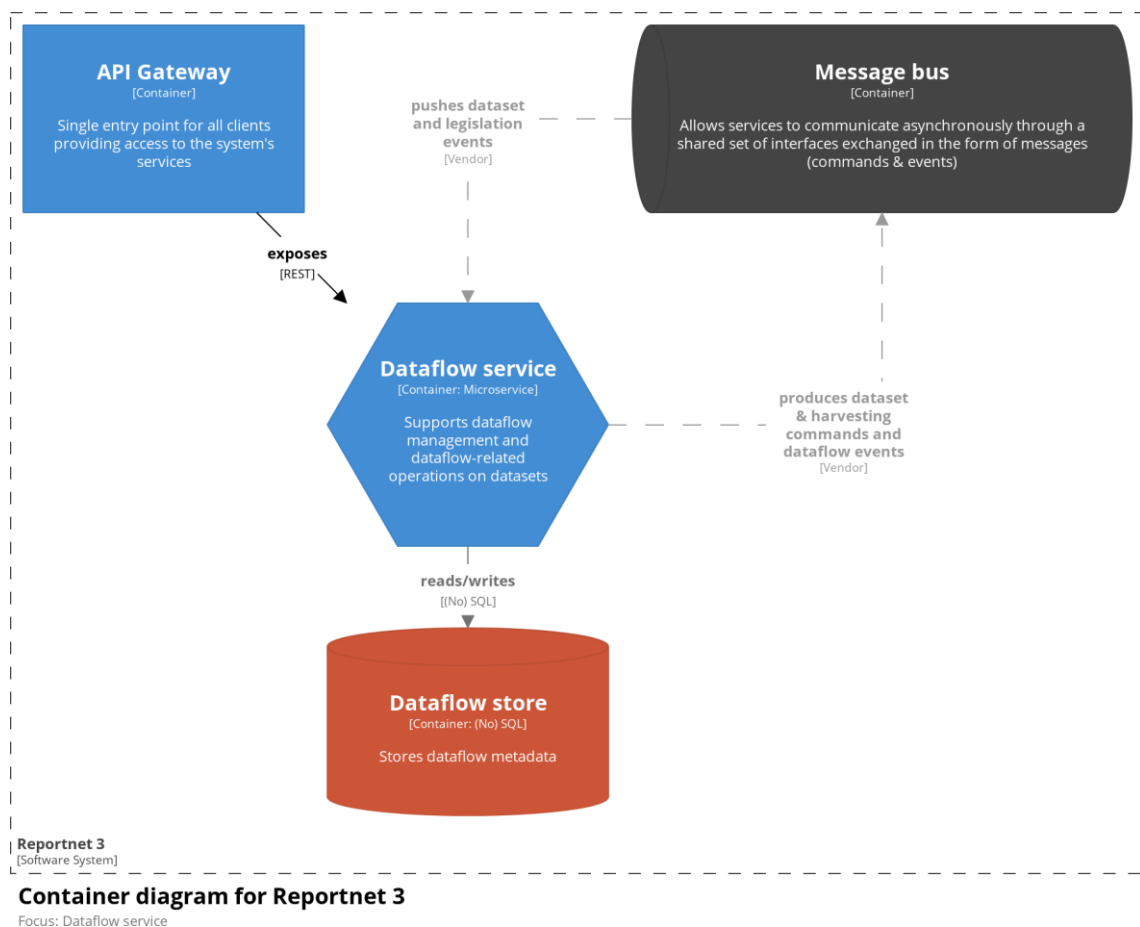 API Gateway
[Container]
Single entry point for all clients
providing access to the system's
services
Message bus
[Container]
Allows services to communicate asynchronously through a
shared set of interfaces exchanged in the form of messages
(commands & events)
pushes dataset
and legislation
events
[Vendor]
exposes
[REST]
Dataflow service
[Container: Microservice]
Supports dataflow
management and
dataflow-related
operations on datasets
produces dataset
& harvesting
commands and
dataflow events
[Vendor]
reads/writes
[(No) SQL]
Dataflow store
[Container: (No) SQL]
Stores dataflow metadata
Reportnet 3
[Software System]
Container diagram for Reportnet 3
Focus: Dataflow service